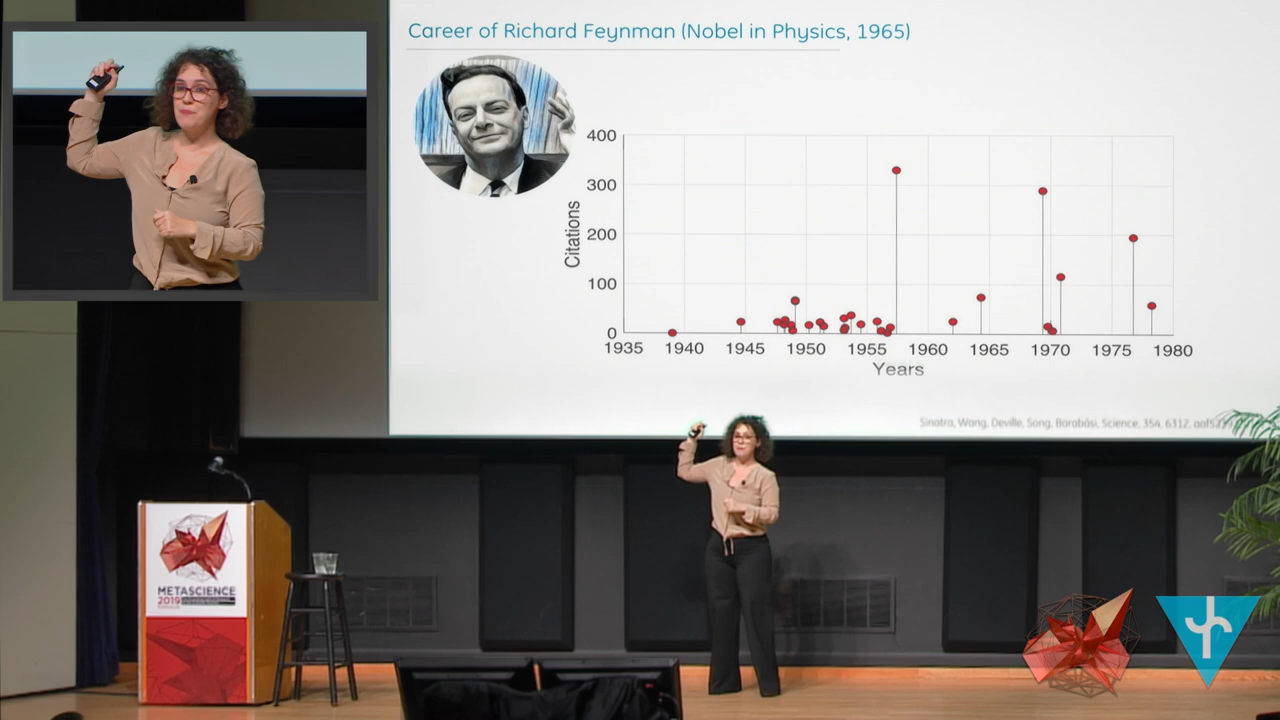 Career of Richard Feynman (Nobel in Physics, 1965)
400
300
200
100
0
Citations
1935 1940 1945 1950 1955 1960 1965 1970 1975 1980
Years
Sinatra, Wang, Deville, Song, Barabási, Science, 354, 6312,
METASCIENCE
2019
SYMPOSIUM